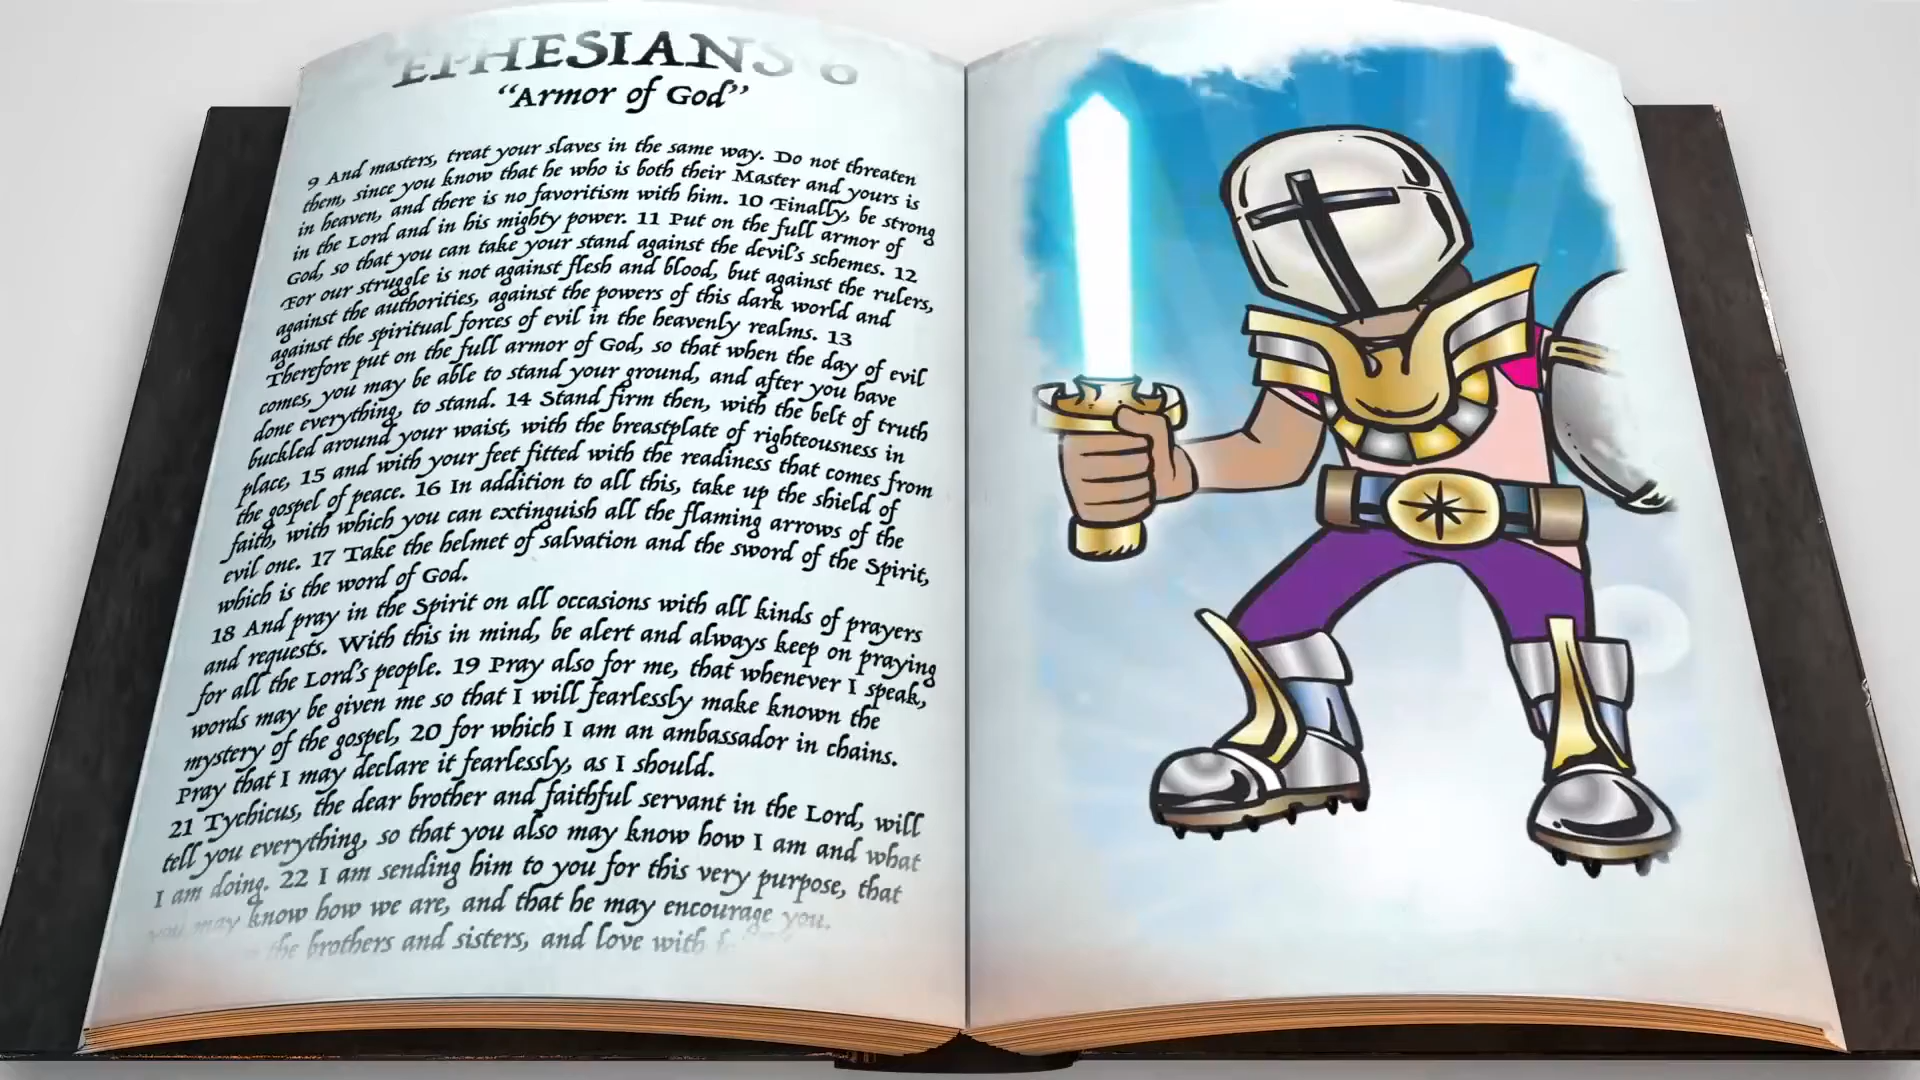 EPHESIANS 6
“Armor of God”
9 And masters, treat your slaves in the same way. Do not threaten
them, since you know that he who is both their Master and yours is
in heaven, and there is no favoritism with him. 10 Finally, be strong
in the Lord and in his mighty power. 11 Put on the full armor of
God, so that you can take your stand against the devil's schemes. 12
For our struggle is not against flesh and blood, but against the rulers,
against the authorities, against the powers of this dark world and
against the spiritual forces of evil in the heavenly realms. 13
Therefore put on the full armor of God, so that when the day of evil
comes, you may be able to stand your ground, and after you have
done everything, to stand. 14 Stand firm then, with the belt of truth
buckled around your waist, with the breastplate of righteousness in
place, 15 and with your feet fitted with the readiness that comes from
the gospel of peace. 16 In addition to all this, take up the shield of
faith, with which you can extinguish all the flaming arrows of the
evil one. 17 Take the helmet of salvation and the sword of the Spirit,
which is the word of God.
18 And pray in the Spirit on all occasions with all kinds of prayers
and requests. With this in mind, be alert and always keep on praying
for all the Lord's people. 19 Pray also for me, that whenever I speak,
words may be given me so that I will fearlessly make known the
mystery of the gospel, 20 for which I am an ambassador in chains.
Pray that I may declare it fearlessly, as I should.
21 Tychicus, the dear brother and faithful servant in the Lord, will
tell you everything, so that you also may know how I am and what
I am doing. 22 I am sending him to you for this very purpose, that
you may know how we are, and that he may encourage you.
the brothers and sisters, and love with